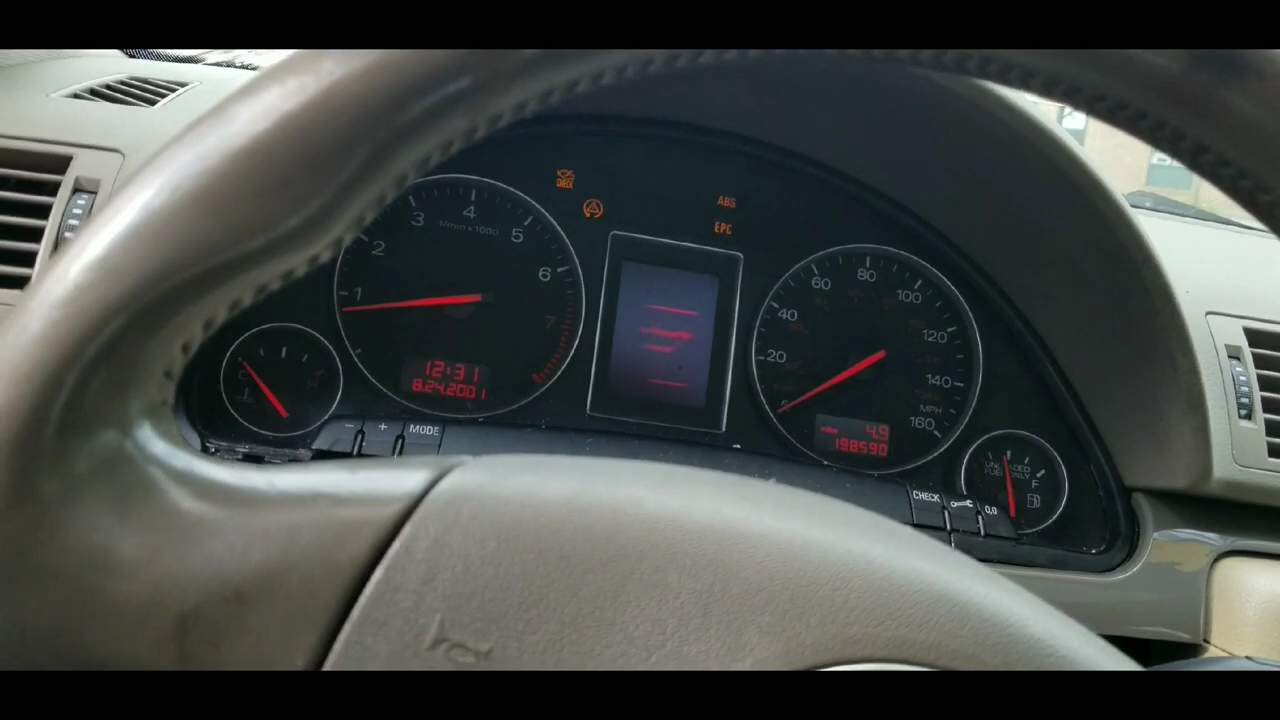 CHECK
ABS
EPC
1 2 3 4 5 6 7
1/min x 1000
12:31
8.24.2001
20 40 60 80 100 120 140 160
MPH
miles 4.9
198590
UNLEADED
FUEL ONLY
F
C
- + MODE
CHECK 0,0